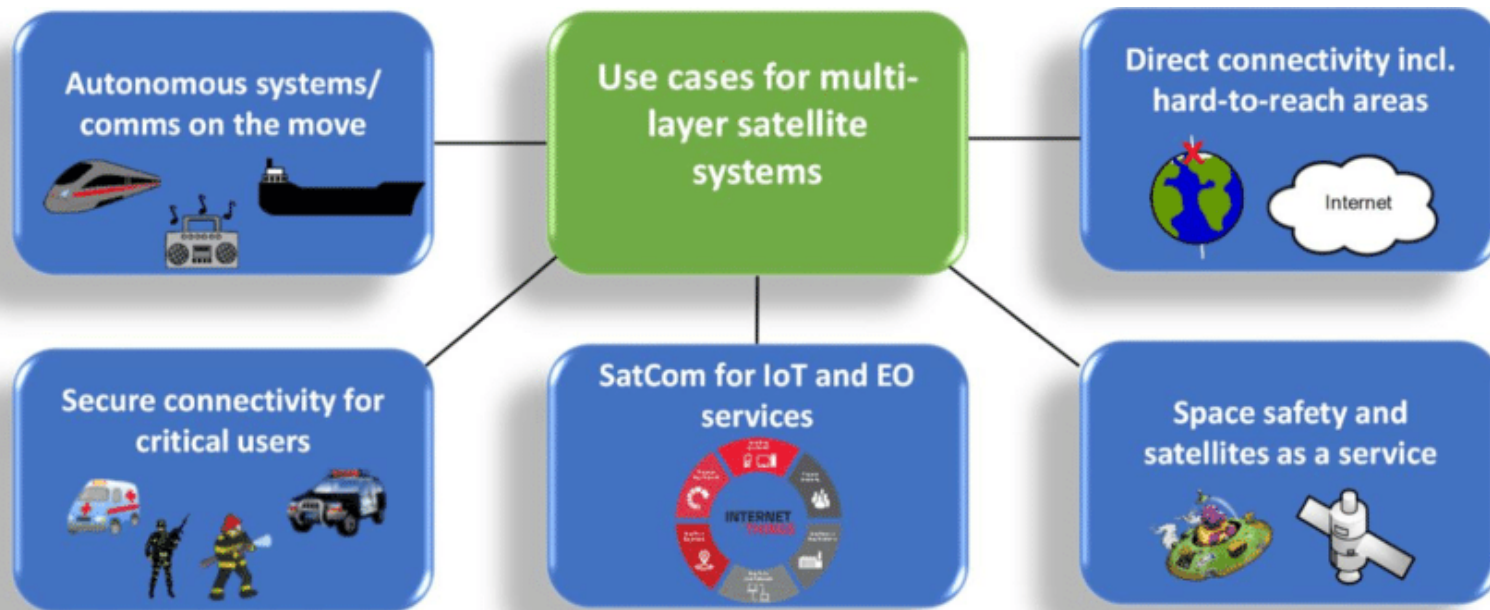 Autonomous systems/
comms on the move
Use cases for multi-
layer satellite
systems
Direct connectivity incl.
hard-to-reach areas
Internet
Secure connectivity for
critical users
SatCom for IoT and EO
services
INTERNET
Space safety and
satellites as a service